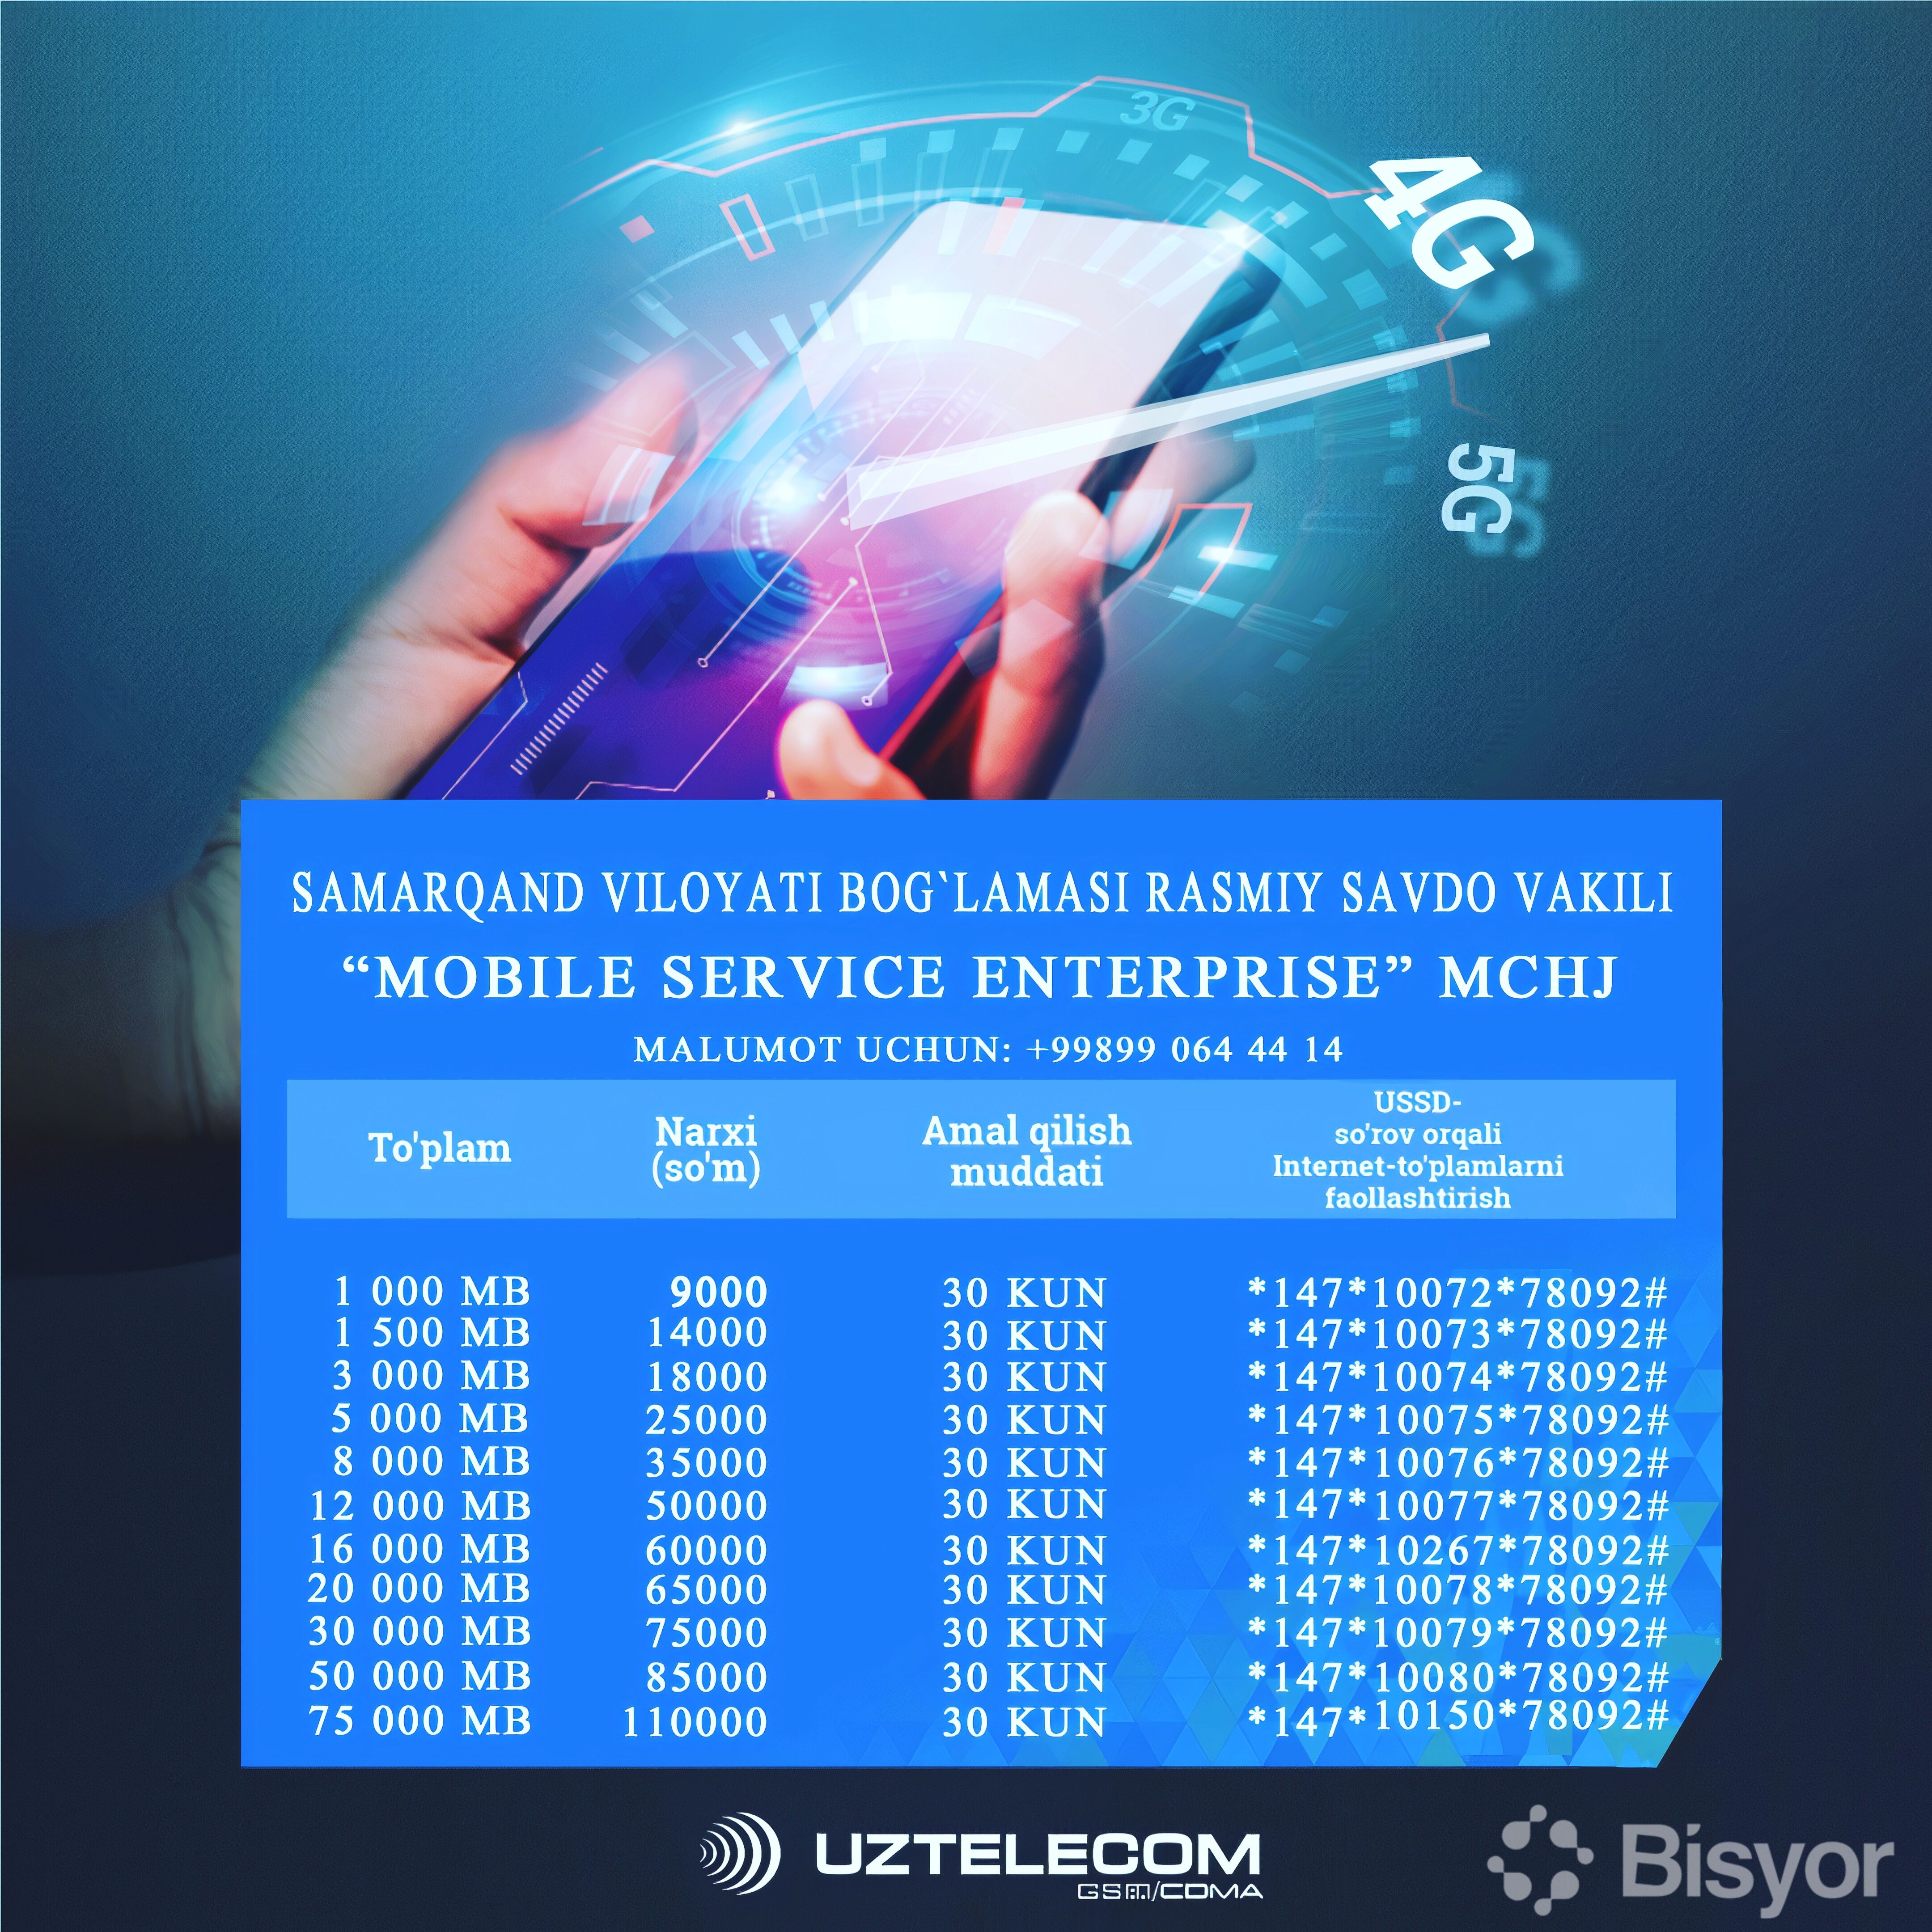 3G
4G
5G
SAMARQAND VILOYATI BOG`LAMASI RASMIY SAVDO VAKILI
“MOBILE SERVICE ENTERPRISE” MCHJ
MALUMOT UCHUN: +99899 064 44 14
To'plam Narxi (so'm) Amal qilish muddati USSD-
so'rov orqali
Internet-to'plamlarni
faollashtirish
1 000 MB 9000 30 KUN *147*10072*78092#
1 500 MB 14000 30 KUN *147*10073*78092#
3 000 MB 18000 30 KUN *147*10074*78092#
5 000 MB 25000 30 KUN *147*10075*78092#
8 000 MB 35000 30 KUN *147*10076*78092#
12 000 MB 50000 30 KUN *147*10077*78092#
16 000 MB 60000 30 KUN *147*10267*78092#
20 000 MB 65000 30 KUN *147*10078*78092#
30 000 MB 75000 30 KUN *147*10079*78092#
50 000 MB 85000 30 KUN *147*10080*78092#
75 000 MB 110000 30 KUN *147*10150*78092#
UZTELECOM
GSM/CDMA
Bisyor